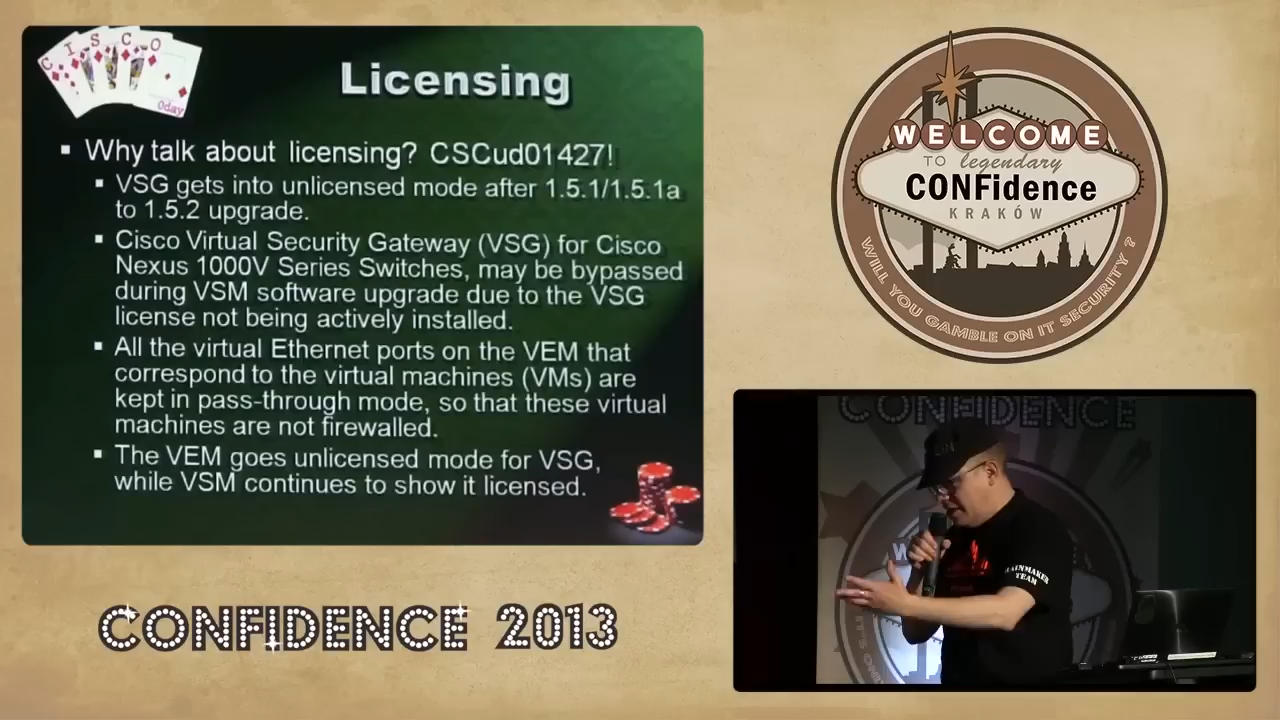 C I S C O
0day
Licensing
Why talk about licensing? CSCud01427!
VSG gets into unlicensed mode after 1.5.1/1.5.1a
to 1.5.2 upgrade.
Cisco Virtual Security Gateway (VSG) for Cisco
Nexus 1000V Series Switches, may be bypassed
during VSM software upgrade due to the VSG
license not being actively installed.
All the virtual Ethernet ports on the VEM that
correspond to the virtual machines (VMs) are
kept in pass-through mode, so that these virtual
machines are not firewalled.
The VEM goes unlicensed mode for VSG,
while VSM continues to show it licensed.
CONFIDENCE 2013
WELCOME
TO legendary
CONFidence
KRAKÓW
WILL YOU GAMBLE ON IT SECURITY ?
CONFIDENCE
TEAM